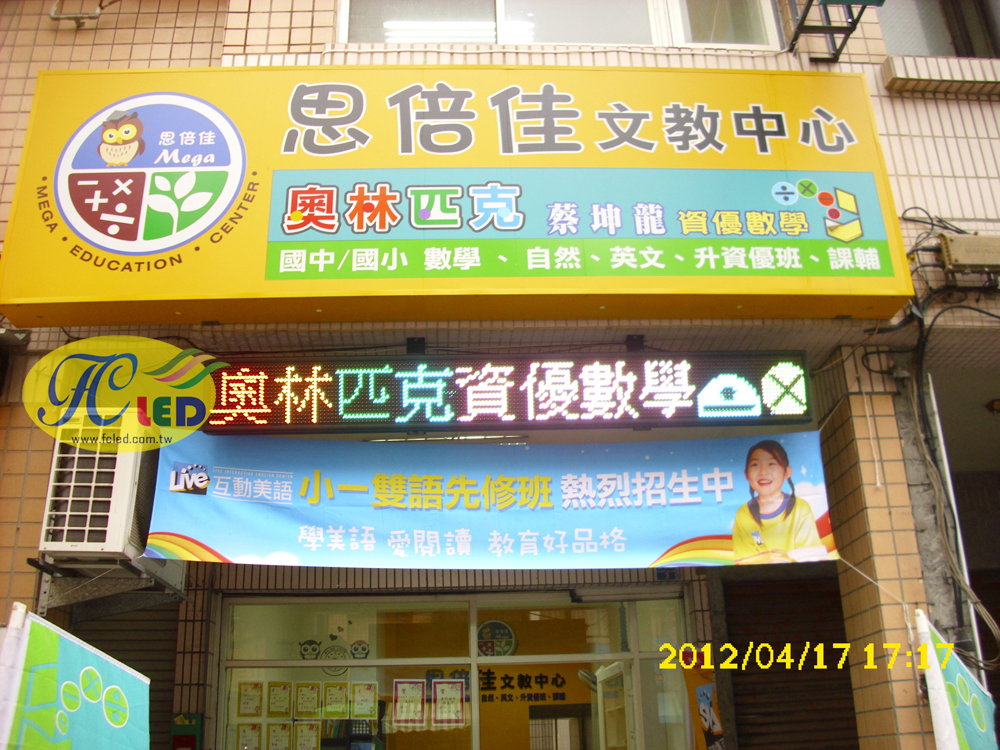 思倍佳文教中心
思倍佳
Mega
MEGA • EDUCATION • CENTER
奧林匹克 蔡坤龍 資優數學
國中/國小 數學、自然、英文、升資優班、課輔
奧林匹克資優數學
FC LED
www.fcled.com.tw
Live 互動美語 小一雙語先修班 熱烈招生中
學美語 愛閱讀 教育好品格
思倍佳文教中心
2012/04/17 17:17